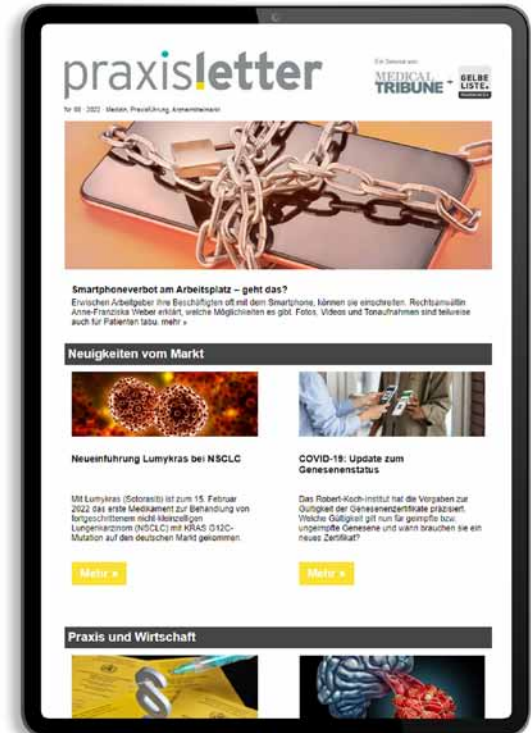 praxisletter
Ein Service von:
MEDICAL
TRIBUNE
+
GELBE
LISTE
Nr. 08 · 2022 · Medizin, Praxisführung, Arzneimittelmarkt
Smartphoneverbot am Arbeitsplatz – geht das?
Erwischen Arbeitgeber ihre Beschäftigten oft mit dem Smartphone, können sie einschreiten. Rechtsanwältin
Anne-Franziska Weber erklärt, welche Möglichkeiten es gibt. Fotos, Videos und Tonaufnahmen sind teilweise
auch für Patienten tabu. mehr »
Neuigkeiten vom Markt
Neueinführung Lumykras bei NSCLC
Mit Lumykras (Sotorasib) ist zum 15. Februar
2022 das erste Medikament zur Behandlung von
fortgeschrittenem nicht-kleinzelligen
Lungenkarzinom (NSCLC) mit KRAS G12C-
Mutation auf den deutschen Markt gekommen.
Mehr »
COVID-19: Update zum
Genesenenstatus
Das Robert-Koch-Institut hat die Vorgaben zur
Gültigkeit der Genesenenzertifikate präzisiert.
Welche Gültigkeit gilt nun für geimpfte bzw.
ungeimpfte Genesene und wann brauchen sie ein
neues Zertifikat?
Mehr »
Praxis und Wirtschaft
§